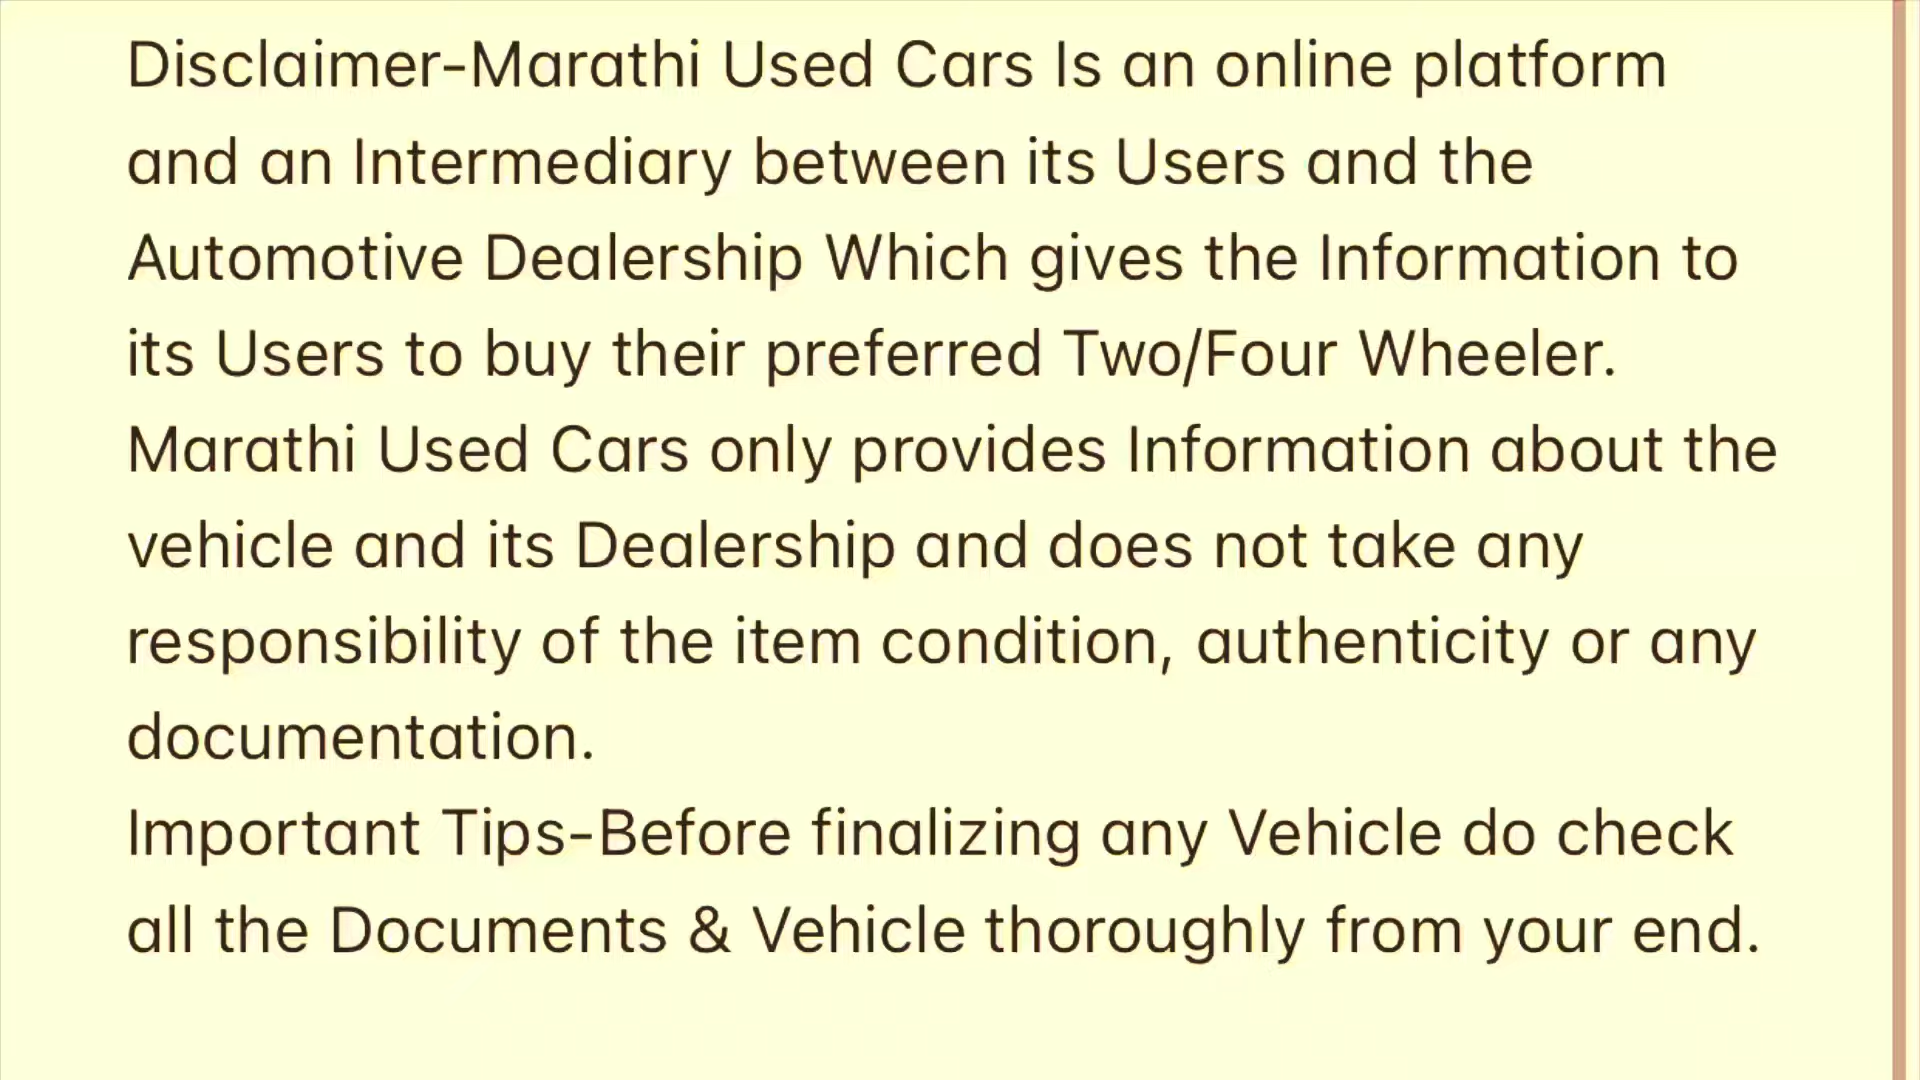 Disclaimer-Marathi Used Cars Is an online platform
and an Intermediary between its Users and the
Automotive Dealership Which gives the Information to
its Users to buy their preferred Two/Four Wheeler.
Marathi Used Cars only provides Information about the
vehicle and its Dealership and does not take any
responsibility of the item condition, authenticity or any
documentation.
Important Tips-Before finalizing any Vehicle do check
all the Documents & Vehicle thoroughly from your end.